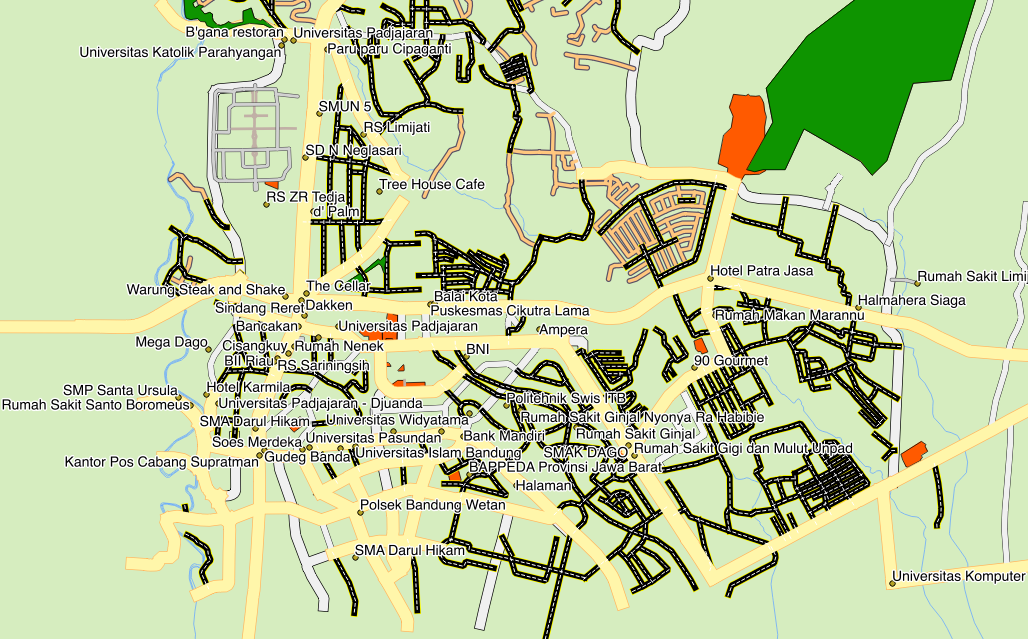 B'gana restoran
Universitas Padjajaran
Universitas Katolik Parahyangan
Paru paru Cipaganti
SMUN 5
RS Limijati
SD N Neglasari
Tree House Cafe
RS ZR Tedja
d' Palm
Hotel Patra Jasa
Rumah Sakit Limi
Warung Steak and Shake
The Cellar
Balai Kota
Halmahera Siaga
Sindang Reret
Dakken
Puskesmas Cikutra Lama
Rumah Makan Marannu
Bancakan
Universitas Padjajaran
Ampera
Mega Dago
Cisangkuy
Rumah Nenek
BNI
BII Riau
RS Sariningsih
90 Gourmet
SMP Santa Ursula
Hotel Karmila
Politehnik Swis ITB
Rumah Sakit Santo Boromeus
Universitas Padjajaran - Djuanda
SMA Darul Hikam
Universitas Widyatama
Rumah Sakit Ginjal Nyonya Ra Habibie
Soes Merdeka
Universitas Pasundan
Bank Mandiri
Rumah Sakit Ginjal
Kantor Pos Cabang Supratman
Gudeg Banda
Universitas Islam Bandung
SMAK DAGO
Rumah Sakit Gigi dan Mulut Unpad
BAPPEDA Provinsi Jawa Barat
Halaman
Polsek Bandung Wetan
SMA Darul Hikam
Universitas Komputer